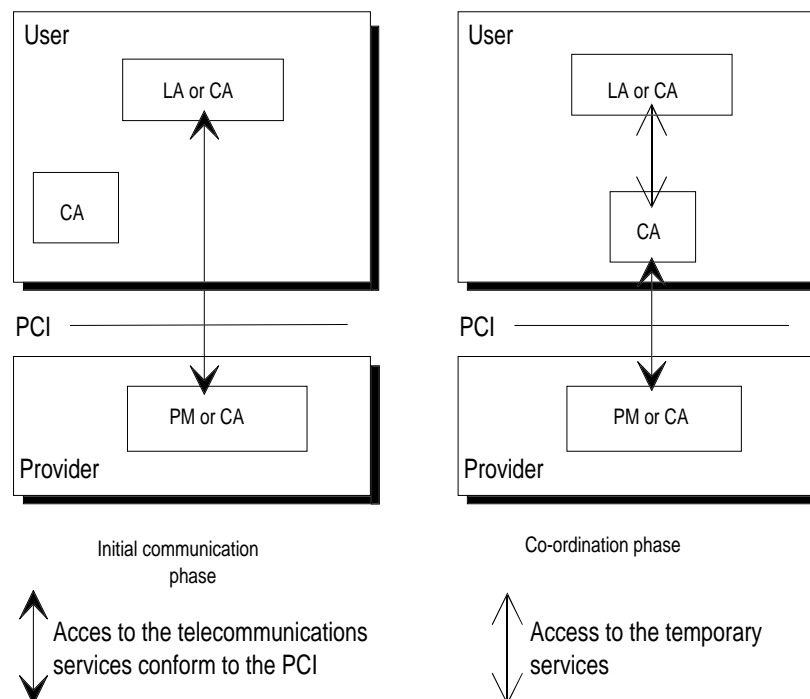 User
LA or CA
CA
PCI
PM or CA
Provider
Initial communication
phase
User
LA or CA
CA
PCI
PM or CA
Provider
Co-ordination phase
Acces to the telecommunications
services conform to the PCI
Access to the temporary
services